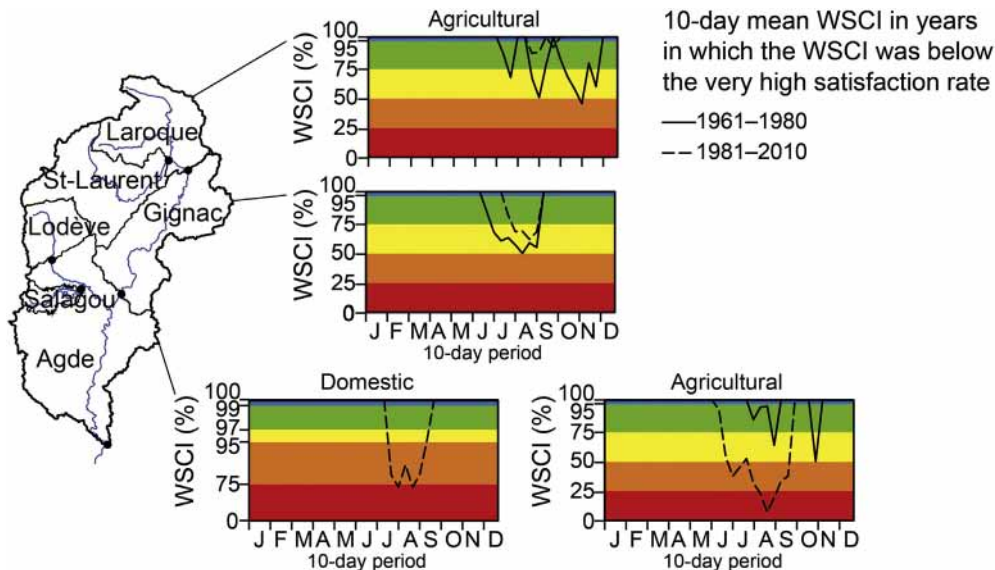 Agricultural
10-day mean WSCI in years
in which the WSCI was below
the very high satisfaction rate
1961–1980
1981–2010
WSCI (%)
100
95
75
50
25
0
Laroque
St-Laurent
Gignac
Lodève
Salagou
Agde
WSCI (%)
100
95
75
50
25
0
J F M A M J J A S O N D
10-day period
Domestic
WSCI (%)
100
99
97
95
75
0
J F M A M J J A S O N D
10-day period
Agricultural
WSCI (%)
100
95
75
50
25
0
J F M A M J J A S O N D
10-day period